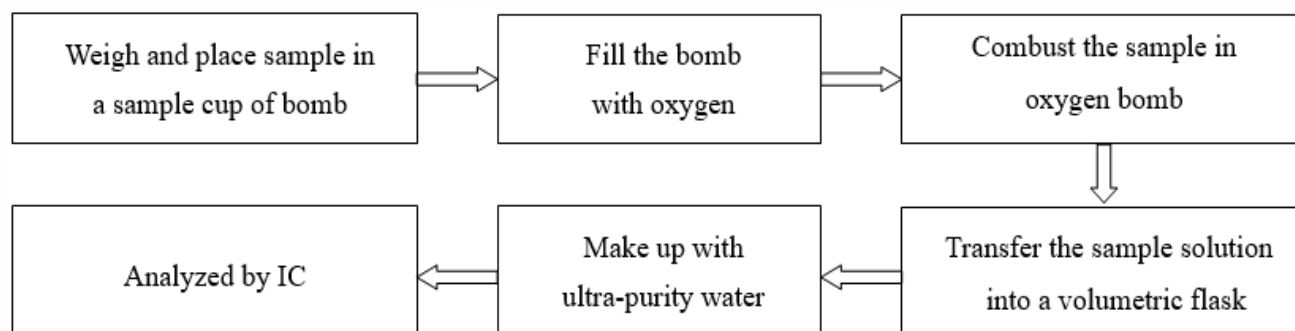 Weigh and place sample in
a sample cup of bomb
Fill the bomb
with oxygen
Combust the sample in
oxygen bomb
Transfer the sample solution
into a volumetric flask
Make up with
ultra-purity water
Analyzed by IC